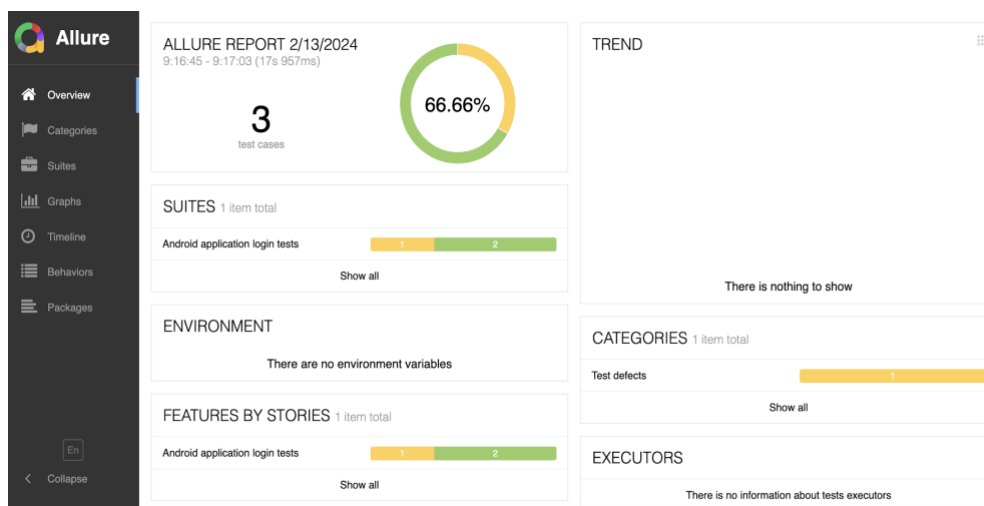 Allure
Overview
Categories
Suites
Graphs
Timeline
Behaviors
Packages
En
Collapse
ALLURE REPORT 2/13/2024
9:16:45 - 9:17:03 (17s 957ms)
3
test cases
66.66%
SUITES 1 item total
Android application login tests 1 2
Show all
ENVIRONMENT
There are no environment variables
FEATURES BY STORIES 1 item total
Android application login tests 1 2
Show all
TREND
There is nothing to show
CATEGORIES 1 item total
Test defects 1
Show all
EXECUTORS
There is no information about tests executors